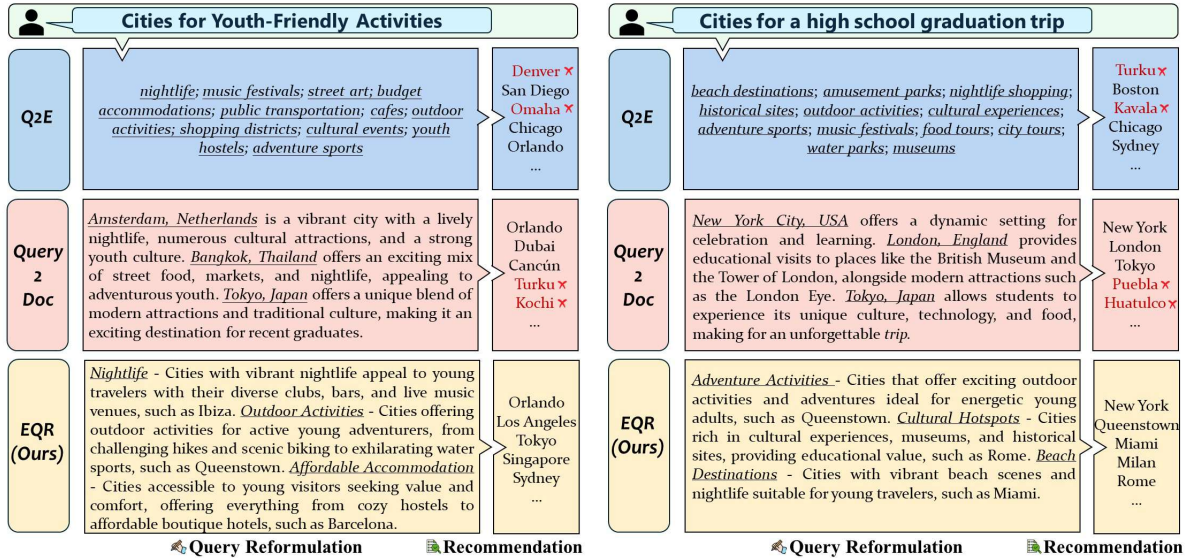 Cities for Youth-Friendly Activities
Q2E
nightlife; music festivals; street art; budget
accommodations; public transportation; cafes; outdoor
activities; shopping districts; cultural events; youth
hostels; adventure sports
Denver ✗
San Diego
Omaha ✗
Chicago
Orlando
...
Query
2
Doc
Amsterdam, Netherlands is a vibrant city with a lively
nightlife, numerous cultural attractions, and a strong
youth culture. Bangkok, Thailand offers an exciting mix
of street food, markets, and nightlife, appealing to
adventurous youth. Tokyo, Japan offers a unique blend of
modern attractions and traditional culture, making it an
exciting destination for recent graduates.
Orlando
Dubai
Cancún
Turku ✗
Kochi ✗
...
EQR
(Ours)
Nightlife - Cities with vibrant nightlife appeal to young
travelers with their diverse clubs, bars, and live music
venues, such as Ibiza. Outdoor Activities - Cities offering
outdoor activities for active young adventurers, from
challenging hikes and scenic biking to exhilarating water
sports, such as Queenstown. Affordable Accommodation
- Cities accessible to young visitors seeking value and
comfort, offering everything from cozy hostels to
affordable boutique hotels, such as Barcelona.
Orlando
Los Angeles
Tokyo
Singapore
Sydney
...
Query Reformulation
Recommendation
Cities for a high school graduation trip
Q2E
beach destinations; amusement parks; nightlife shopping;
historical sites; outdoor activities; cultural experiences;
adventure sports; music festivals; food tours; city tours;
water parks; museums
Turku ✗
Boston
Kavala ✗
Chicago
Sydney
...
Query
2
Doc
New York City, USA offers a dynamic setting for
celebration and learning. London, England provides
educational visits to places like the British Museum and
the Tower of London, alongside modern attractions such
as the London Eye. Tokyo, Japan allows students to
experience its unique culture, technology, and food,
making for an unforgettable trip.
New York
London
Tokyo
Puebla ✗
Huatulco ✗
...
EQR
(Ours)
Adventure Activities - Cities that offer exciting outdoor
activities and adventures ideal for energetic young
adults, such as Queenstown. Cultural Hotspots - Cities
rich in cultural experiences, museums, and historical
sites, providing educational value, such as Rome. Beach
Destinations - Cities with vibrant beach scenes and
nightlife suitable for young travelers, such as Miami.
New York
Queenstown
Miami
Milan
Rome
...
Query Reformulation
Recommendation